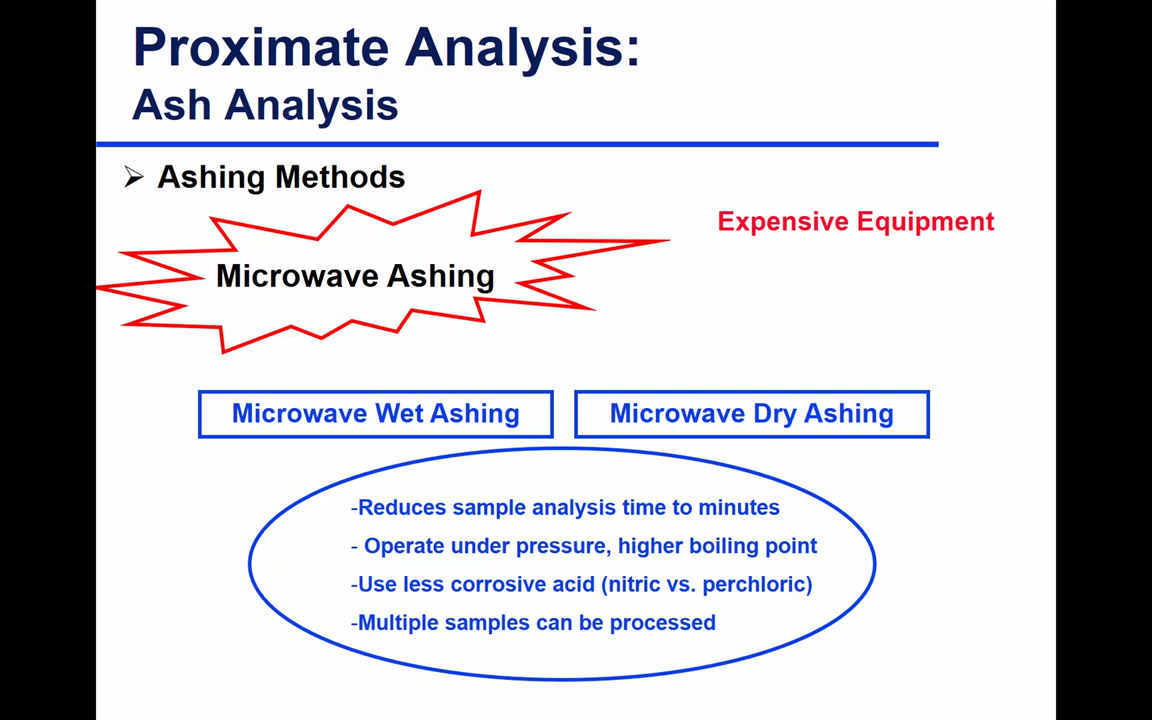 Proximate Analysis:
Ash Analysis
➢ Ashing Methods
Expensive Equipment
Microwave Ashing
Microwave Wet Ashing
Microwave Dry Ashing
-Reduces sample analysis time to minutes
- Operate under pressure, higher boiling point
-Use less corrosive acid (nitric vs. perchloric)
-Multiple samples can be processed